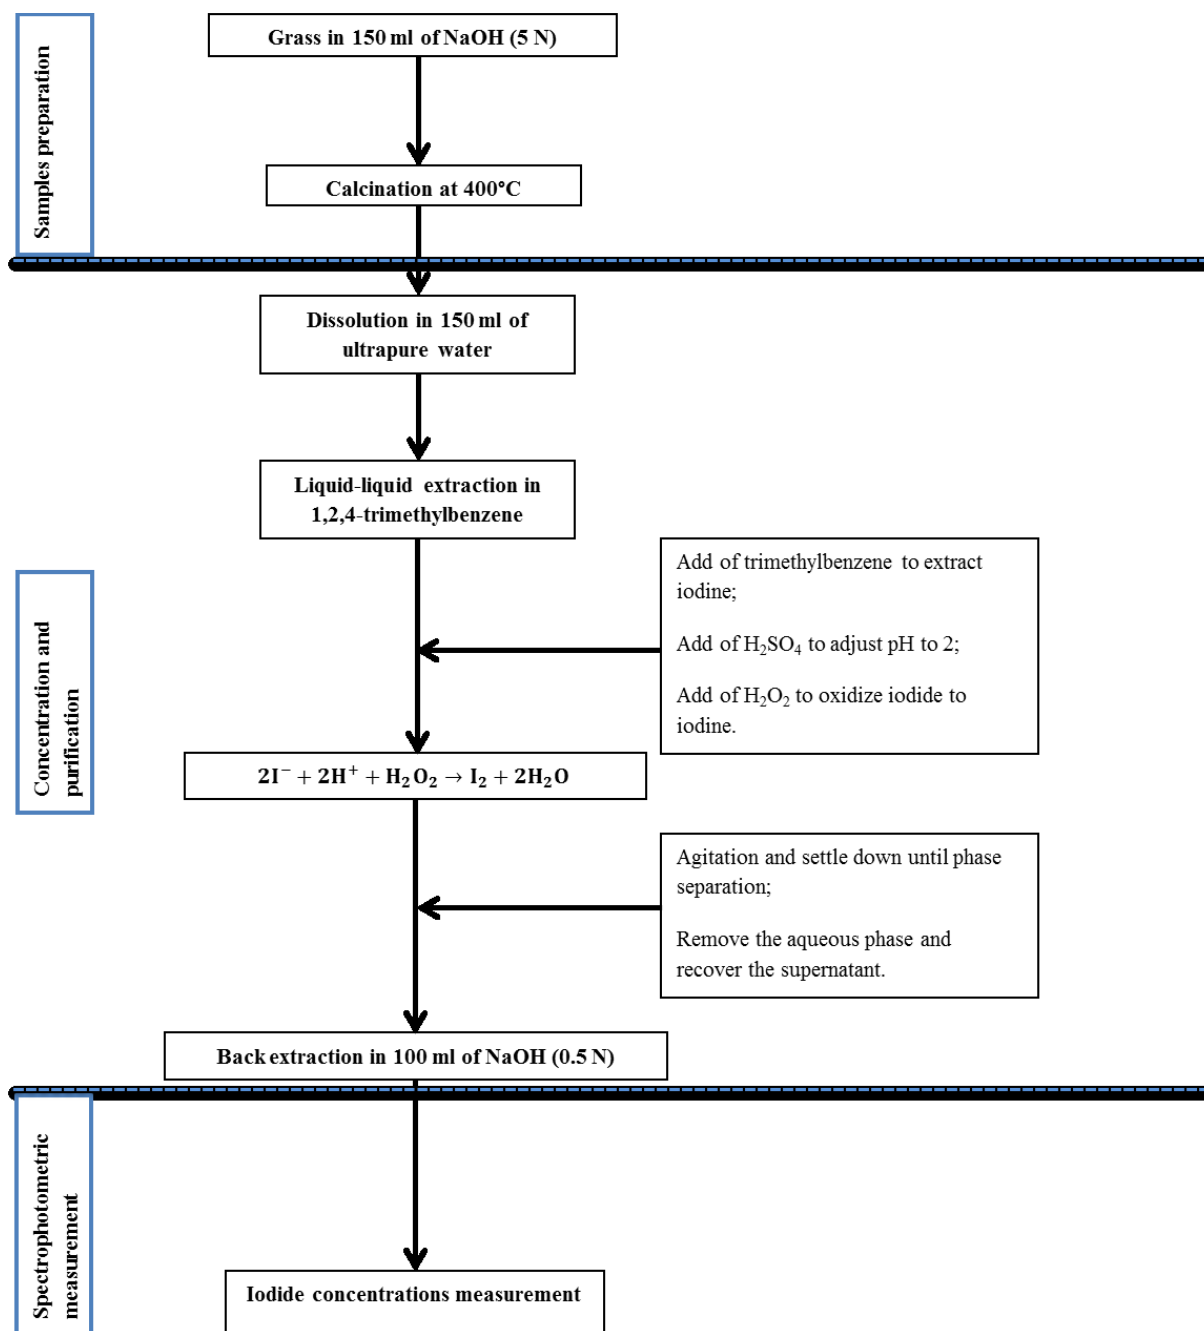 Samples preparation
Grass in 150 ml of NaOH (5 N)
Calcination at 400°C
Dissolution in 150 ml of
ultrapure water
Liquid-liquid extraction in
1,2,4-trimethylbenzene
Concentration and
purification
Add of trimethylbenzene to extract
iodine;
Add of H₂SO₄ to adjust pH to 2;
Add of H₂O₂ to oxidize iodide to
iodine.
2I⁻ + 2H⁺ + H₂O₂ → I₂ + 2H₂O
Agitation and settle down until phase
separation;
Remove the aqueous phase and
recover the supernatant.
Back extraction in 100 ml of NaOH (0.5 N)
Spectrophotometric
measurement
Iodide concentrations measurement